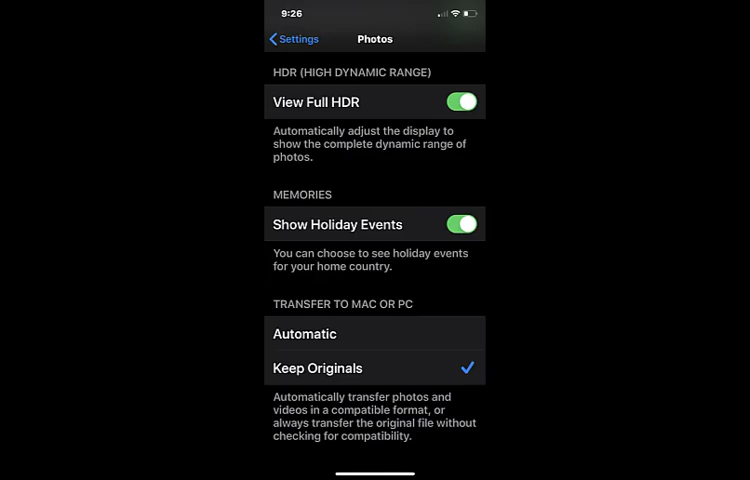 9:26
Settings
Photos
HDR (HIGH DYNAMIC RANGE)
View Full HDR
Automatically adjust the display to
show the complete dynamic range of
photos.
MEMORIES
Show Holiday Events
You can choose to see holiday events
for your home country.
TRANSFER TO MAC OR PC
Automatic
Keep Originals
Automatically transfer photos and
videos in a compatible format, or
always transfer the original file without
checking for compatibility.